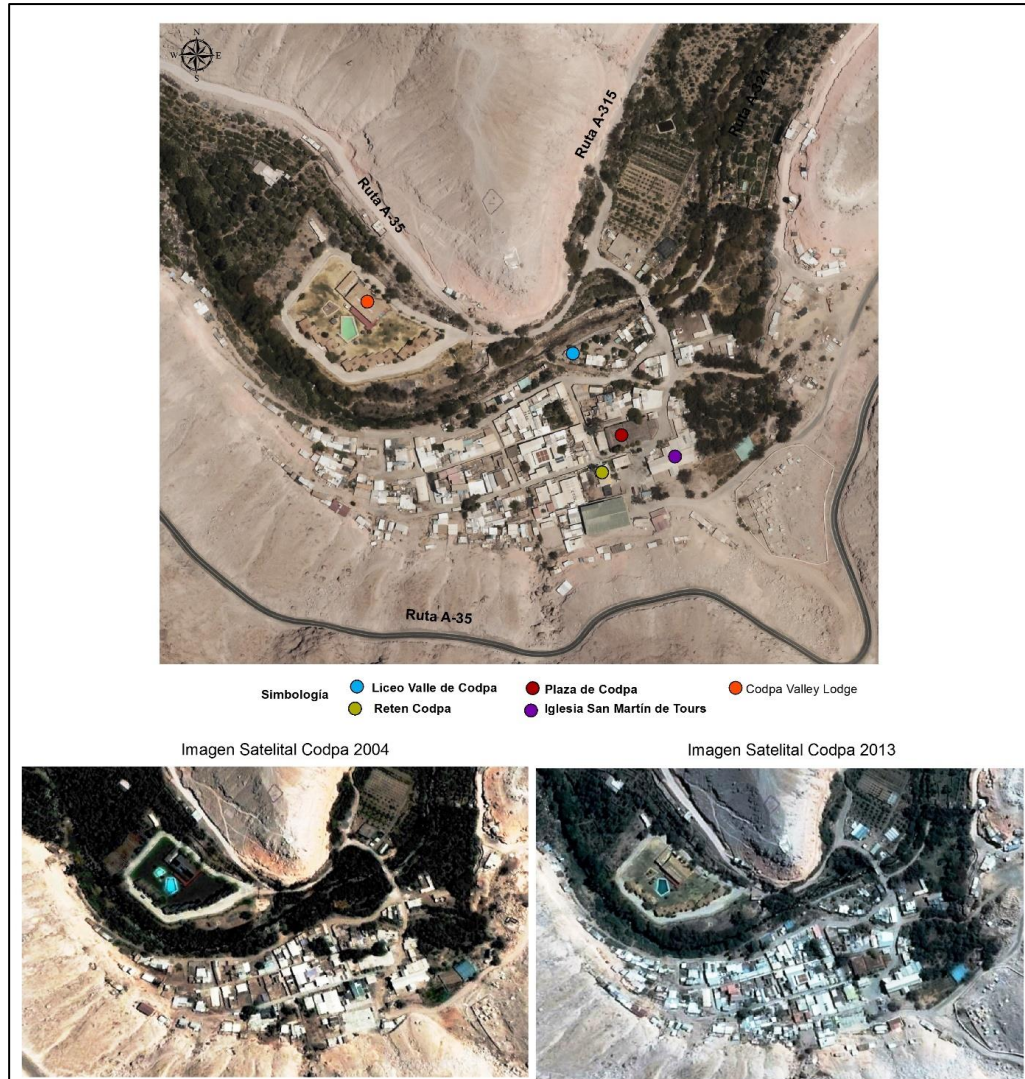 N
W E
S
Ruta A-35
Ruta A-315
Ruta A-321
Ruta A-35
Simbología
Liceo Valle de Codpa
Plaza de Codpa
Codpa Valley Lodge
Reten Codpa
Iglesia San Martín de Tours
Imagen Satelital Codpa 2004
Imagen Satelital Codpa 2013